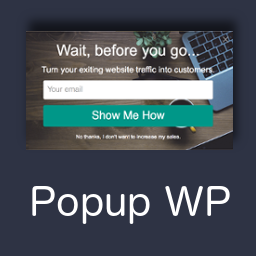 Wait, before you go...
Turn your exiting website traffic into customers.
Your email
Show Me How
No thanks, I don't want to increase my sales.
Popup WP